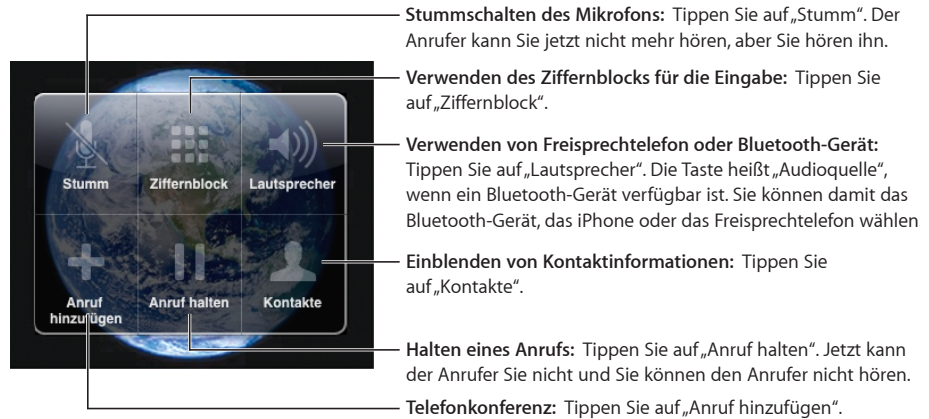 Stummschalten des Mikrofons: Tippen Sie auf „Stumm“. Der
Anrufer kann Sie jetzt nicht mehr hören, aber Sie hören ihn.
Verwenden des Ziffernblocks für die Eingabe: Tippen Sie
auf „Ziffernblock“.
Verwenden von Freisprechtelefon oder Bluetooth-Gerät:
Tippen Sie auf „Lautsprecher“. Die Taste heißt „Audioquelle“,
wenn ein Bluetooth-Gerät verfügbar ist. Sie können damit das
Bluetooth-Gerät, das iPhone oder das Freisprechtelefon wählen
Einblenden von Kontaktinformationen: Tippen Sie
auf „Kontakte“.
Halten eines Anrufs: Tippen Sie auf „Anruf halten“. Jetzt kann
der Anrufer Sie nicht und Sie können den Anrufer nicht hören.
Telefonkonferenz: Tippen Sie auf „Anruf hinzufügen“.
Stumm
Ziffernblock
Lautsprecher
Anruf
hinzufügen
Anruf halten
Kontakte